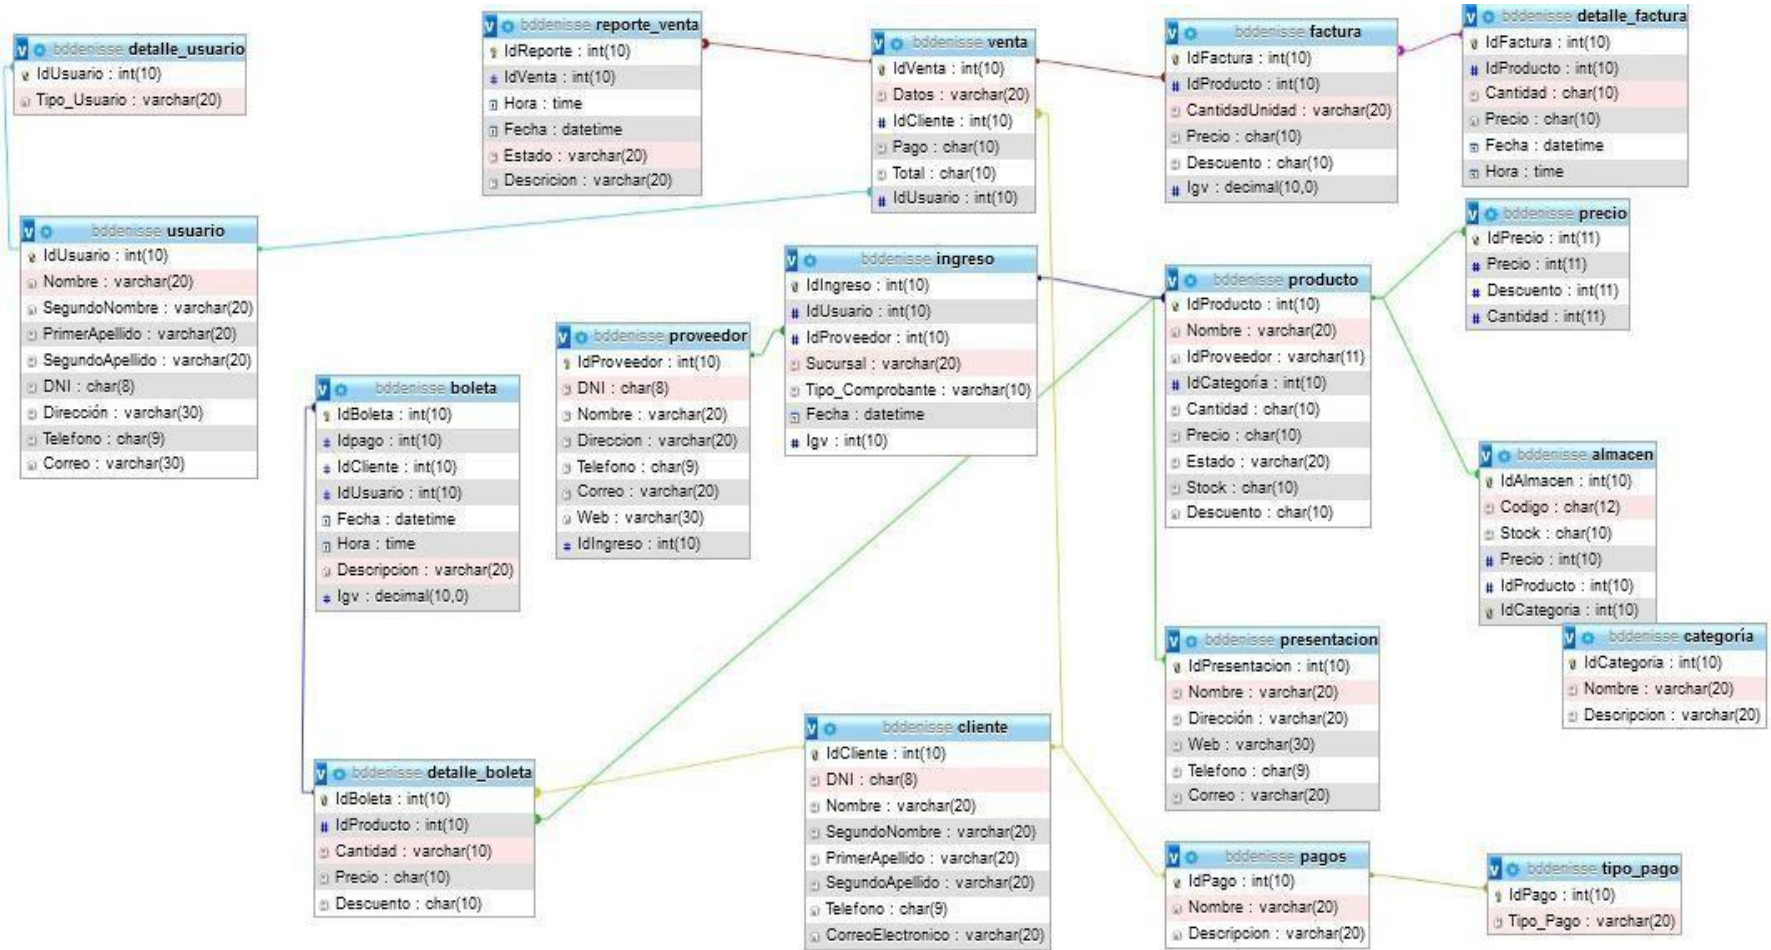 bddenisse detalle_usuario
IdUsuario : int(10)
Tipo_Usuario : varchar(20)
bddenisse reporte_venta
IdReporte : int(10)
IdVenta : int(10)
Hora : time
Fecha : datetime
Estado : varchar(20)
Descricion : varchar(20)
bddenisse venta
IdVenta : int(10)
Datos : varchar(20)
IdCliente : int(10)
Pago : char(10)
Total : char(10)
IdUsuario : int(10)
bddenisse factura
IdFactura : int(10)
IdProducto : int(10)
CantidadUnidad : varchar(20)
Precio : char(10)
Descuento : char(10)
Igv : decimal(10,0)
bddenisse detalle_factura
IdFactura : int(10)
IdProducto : int(10)
Cantidad : char(10)
Precio : char(10)
Fecha : datetime
Hora : time
bddenisse usuario
IdUsuario : int(10)
Nombre : varchar(20)
SegundoNombre : varchar(20)
PrimerApellido : varchar(20)
SegundoApellido : varchar(20)
DNI : char(8)
Dirección : varchar(30)
Telefono : char(9)
Correo : varchar(30)
bddenisse ingreso
IdIngreso : int(10)
IdUsuario : int(10)
IdProveedor : int(10)
Sucursal : varchar(20)
Tipo_Comprobante : varchar(10)
Fecha : datetime
Igv : int(10)
bddenisse producto
IdProducto : int(10)
Nombre : varchar(20)
IdProveedor : varchar(11)
IdCategoría : int(10)
Cantidad : char(10)
Precio : char(10)
Estado : varchar(20)
Stock : char(10)
Descuento : char(10)
bddenisse precio
IdPrecio : int(11)
Precio : int(11)
Descuento : int(11)
Cantidad : int(11)
bddenisse proveedor
IdProveedor : int(10)
DNI : char(8)
Nombre : varchar(20)
Direccion : varchar(20)
Telefono : char(9)
Correo : varchar(20)
Web : varchar(30)
IdIngreso : int(10)
bddenisse boleta
IdBoleta : int(10)
Idpago : int(10)
IdCliente : int(10)
IdUsuario : int(10)
Fecha : datetime
Hora : time
Descripcion : varchar(20)
Igv : decimal(10,0)
bddenisse almacen
IdAlmacen : int(10)
Codigo : char(12)
Stock : char(10)
Precio : int(10)
IdProducto : int(10)
IdCategoria : int(10)
bddenisse categoría
IdCategoria : int(10)
Nombre : varchar(20)
Descripcion : varchar(20)
bddenisse presentacion
IdPresentacion : int(10)
Nombre : varchar(20)
Dirección : varchar(20)
Web : varchar(30)
Telefono : char(9)
Correo : varchar(20)
bddenisse detalle_boleta
IdBoleta : int(10)
IdProducto : int(10)
Cantidad : varchar(10)
Precio : char(10)
Descuento : char(10)
bddenisse cliente
IdCliente : int(10)
DNI : char(8)
Nombre : varchar(20)
SegundoNombre : varchar(20)
PrimerApellido : varchar(20)
SegundoApellido : varchar(20)
Telefono : char(9)
CorreoElectronico : varchar(20)
bddenisse pagos
IdPago : int(10)
Nombre : varchar(20)
Descripcion : varchar(20)
bddenisse tipo_pago
IdPago : int(10)
Tipo_Pago : varchar(20)